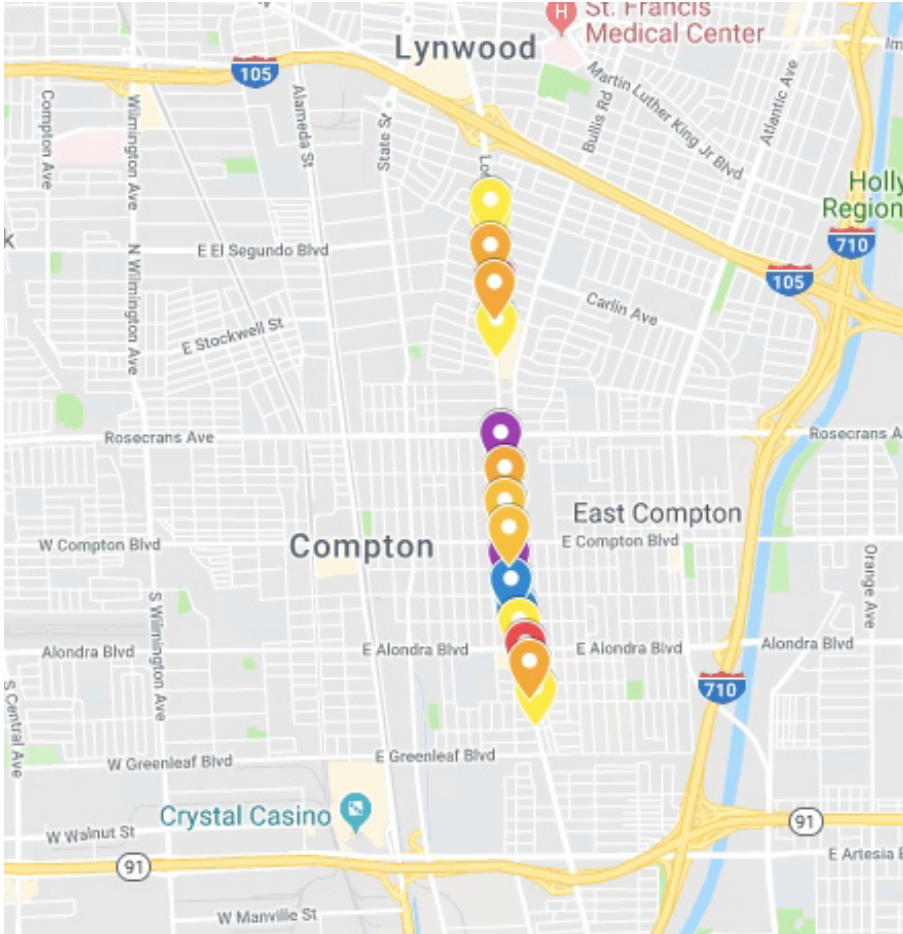 St. Francis
Medical Center
H
Lynwood
Im
105
Compton Ave
Wilmington Ave
Alameda St
State St
Lo
Bullis Rd
Martin Luther King Jr Blvd
Atlantic Ave
Holly
Region
710
k
E El Segundo Blvd
N Wilmington Ave
105
Carlin Ave
E Stockwell St
Rosecrans Ave
Rosecrans A
East Compton
W Compton Blvd
Compton
E Compton Blvd
Orange Ave
S Wilmington Ave
Alondra Blvd
E Alondra Blvd
E Alondra Blvd
Alondra Blvd
S Central Ave
710
W Greenleaf Blvd
E Greenleaf Blvd
Crystal Casino
W Walnut St
91
91
E Artesia B
W Manville St